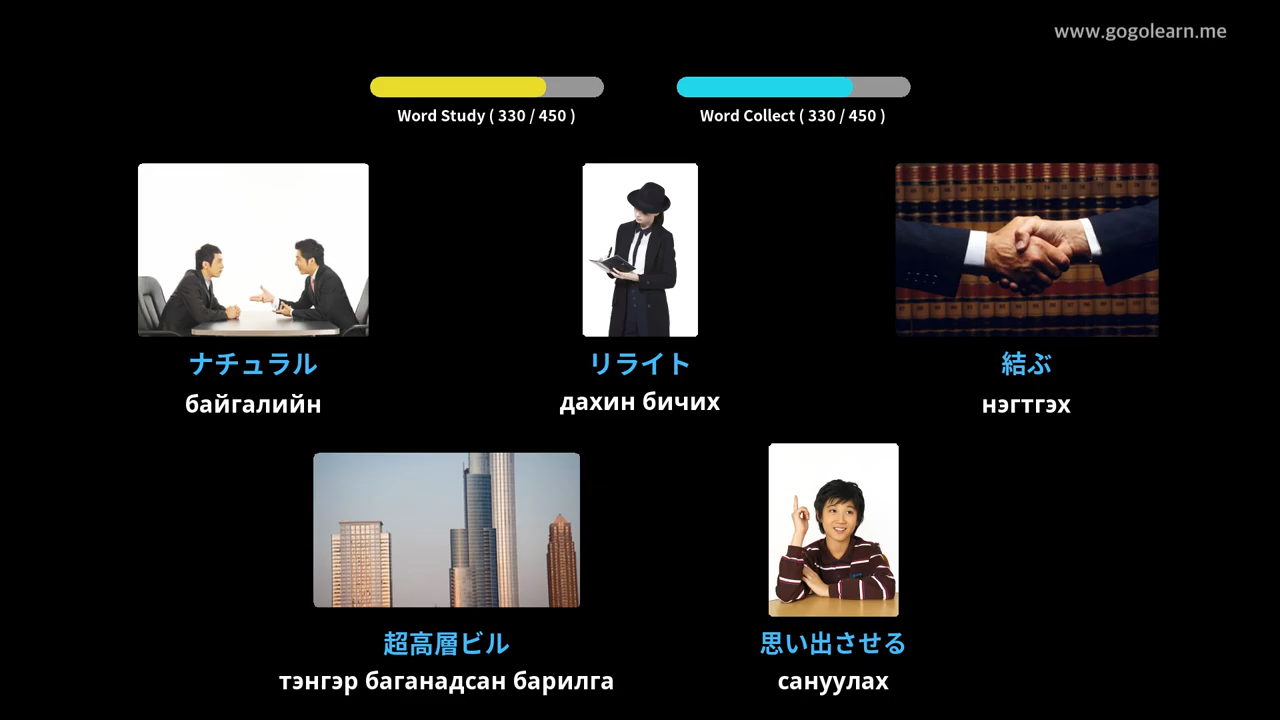 www.gogolearn.me
Word Study ( 330 / 450 )
Word Collect ( 330 / 450 )
ナチュラル
байгалийн
リライト
дахин бичих
結ぶ
нэгтгэх
超高層ビル
тэнгэр баганадсан барилга
思い出させる
сануулах